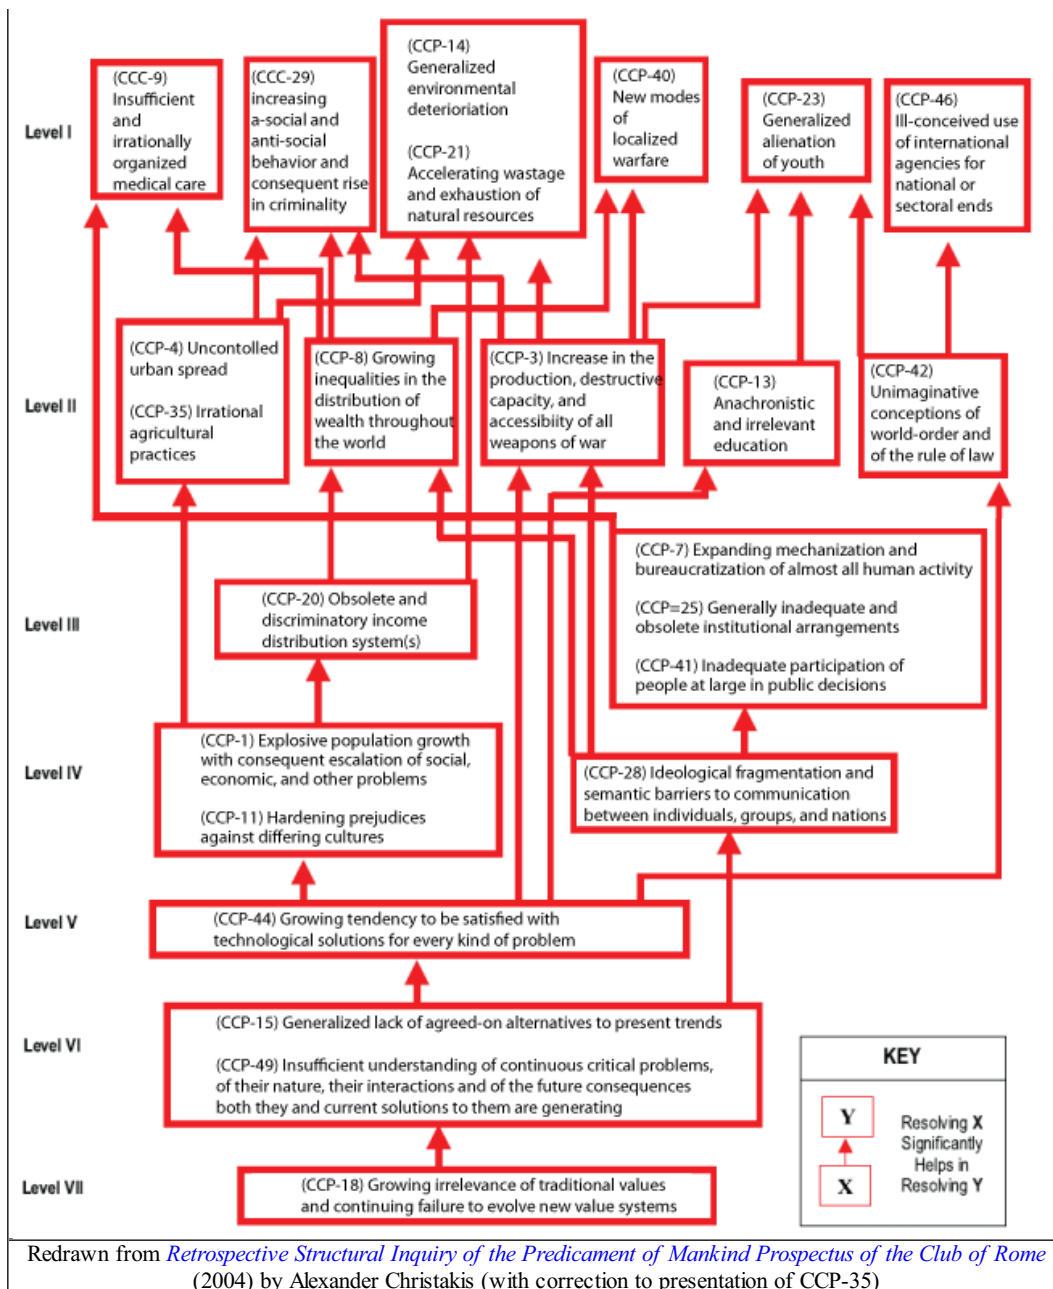 Level I
(CCC-9)
Insufficient
and
irrationally
organized
medical care
(CCC-29)
increasing
a-social and
anti-social
behavior and
consequent rise
in criminality
(CCP-14)
Generalized
environmental
deterioriation
(CCP-21)
Accelerating wastage
and exhaustion of
natural resources
(CCP-40)
New modes
of
localized
warfare
(CCP-23)
Generalized
alienation
of youth
(CCP-46)
Ill-conceived use
of international
agencies for
national or
sectoral ends
Level II
(CCP-4) Uncontolled
urban spread
(CCP-35) Irrational
agricultural
practices
(CCP-8) Growing
inequalities in the
distribution of
wealth throughout
the world
(CCP-3) Increase in the
production, destructive
capacity, and
accessibiity of all
weapons of war
(CCP-13)
Anachronistic
and irrelevant
education
(CCP-42)
Unimaginative
conceptions of
world-order and
of the rule of law
Level III
(CCP-20) Obsolete and
discriminatory income
distribution system(s)
(CCP-7) Expanding mechanization and
bureaucratization of almost all human activity
(CCP=25) Generally inadequate and
obsolete institutional arrangements
(CCP-41) Inadequate participation of
people at large in public decisions
Level IV
(CCP-1) Explosive population growth
with consequent escalation of social,
economic, and other problems
(CCP-11) Hardening prejudices
against differing cultures
(CCP-28) Ideological fragmentation and
semantic barriers to communication
between individuals, groups, and nations
Level V
(CCP-44) Growing tendency to be satisfied with
technological solutions for every kind of problem
Level VI
(CCP-15) Generalized lack of agreed-on alternatives to present trends
(CCP-49) Insufficient understanding of continuous critical problems,
of their nature, their interactions and of the future consequences
both they and current solutions to them are generating
Level VII
(CCP-18) Growing irrelevance of traditional values
and continuing failure to evolve new value systems
KEY
Y
X
Resolving X
Significantly
Helps in
Resolving Y
Redrawn from Retrospective Structural Inquiry of the Predicament of Mankind Prospectus of the Club of Rome
(2004) by Alexander Christakis (with correction to presentation of CCP-35)